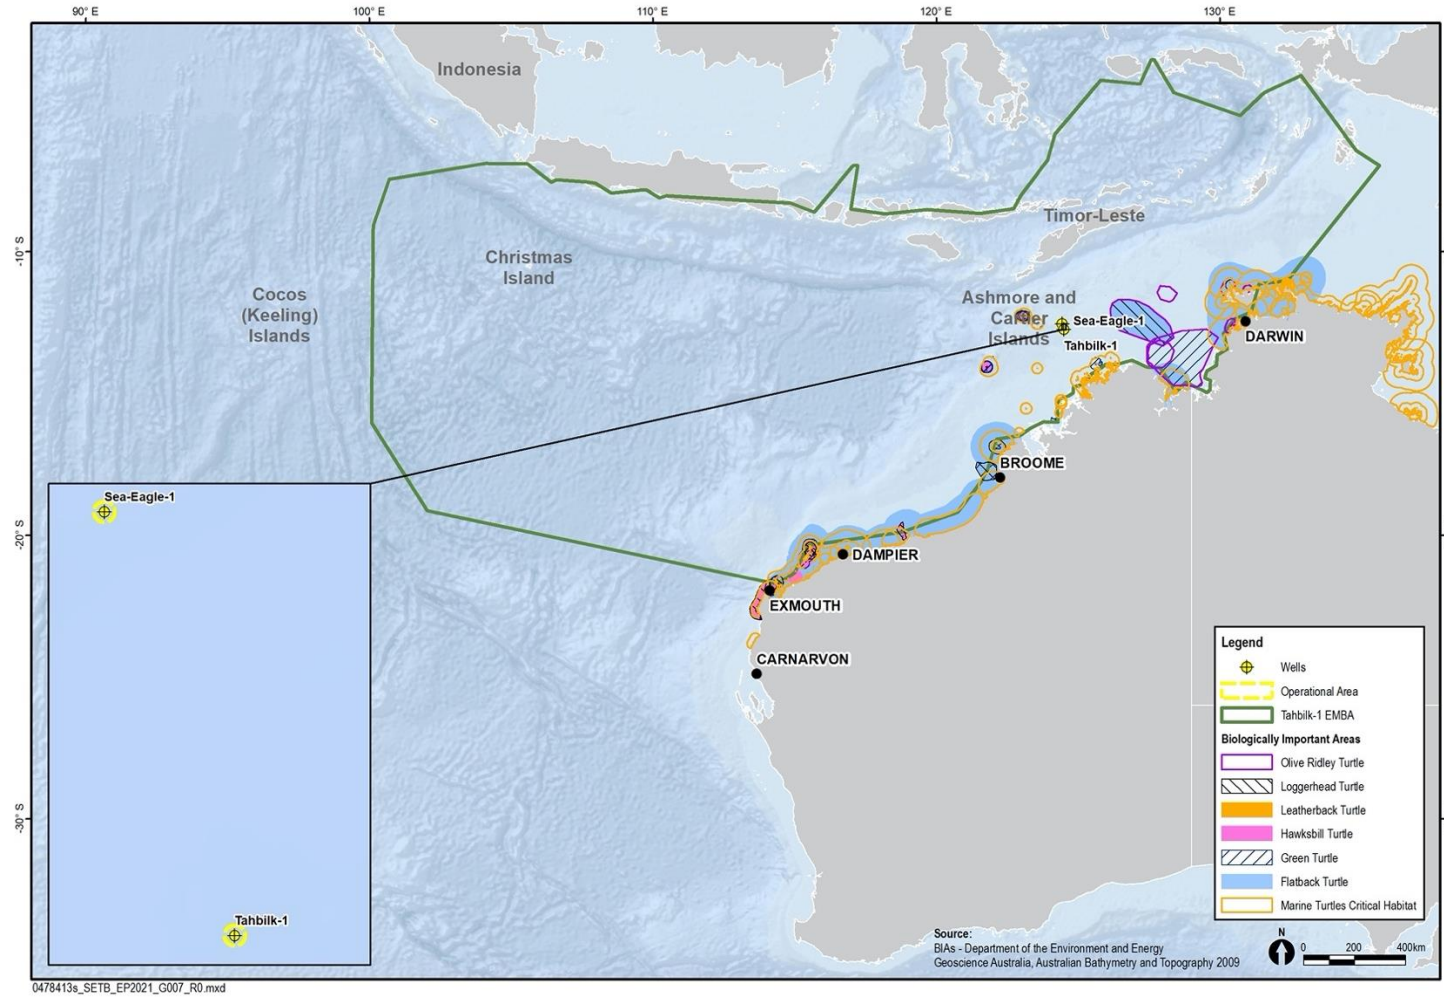 90° E
100° E
110° E
120° E
130° E
Indonesia
Timor-Leste
-10° S
Christmas
Island
Cocos
(Keeling)
Islands
Ashmore and
Cartier
Islands
Sea-Eagle-1
Tahbilk-1
DARWIN
BROOME
Sea-Eagle-1
-20° S
DAMPIER
EXMOUTH
CARNARVON
-30° S
Tahbilk-1
Legend
Wells
Operational Area
Tahbilk-1 EMBA
Biologically Important Areas
Olive Ridley Turtle
Loggerhead Turtle
Leatherback Turtle
Hawksbill Turtle
Green Turtle
Flatback Turtle
Marine Turtles Critical Habitat
Source:
BIAs - Department of the Environment and Energy
Geoscience Australia, Australian Bathymetry and Topography 2009
N
0 200 400km
0478413s_SETB_EP2021_G007_R0.mxd